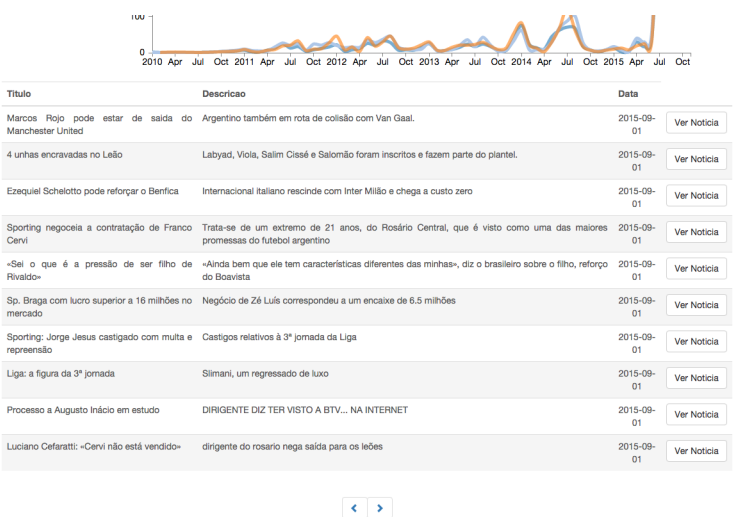 100
0
2010 Apr Jul Oct 2011 Apr Jul Oct 2012 Apr Jul Oct 2013 Apr Jul Oct 2014 Apr Jul Oct 2015 Apr Jul Oct
Titulo Descricao Data
Marcos Rojo pode estar de saida do Argentino também em rota de colisão com Van Gaal. 2015-09-
Manchester United 01 Ver Noticia
4 unhas encravadas no Leão Labyad, Viola, Salim Cissé e Salomão foram inscritos e fazem parte do plantel. 2015-09-
01 Ver Noticia
Ezequiel Schelotto pode reforçar o Benfica Internacional italiano rescinde com Inter Milão e chega a custo zero 2015-09-
01 Ver Noticia
Sporting negoceia a contratação de Franco Trata-se de um extremo de 21 anos, do Rosário Central, que é visto como uma das maiores 2015-09-
Cervi promessas do futebol argentino 01 Ver Noticia
«Sei o que é a pressão de ser filho de «Ainda bem que ele tem características diferentes das minhas», diz o brasileiro sobre o filho, reforço 2015-09-
Rivaldo» do Boavista 01 Ver Noticia
Sp. Braga com lucro superior a 16 milhões no Negócio de Zé Luís correspondeu a um encaixe de 6.5 milhões 2015-09-
mercado 01 Ver Noticia
Sporting: Jorge Jesus castigado com multa e Castigos relativos à 3ª jornada da Liga 2015-09-
repreensão 01 Ver Noticia
Liga: a figura da 3ª jornada Slimani, um regressado de luxo 2015-09-
01 Ver Noticia
Processo a Augusto Inácio em estudo DIRIGENTE DIZ TER VISTO A BTV... NA INTERNET 2015-09-
01 Ver Noticia
Luciano Cefaratti: «Cervi não está vendido» dirigente do rosario nega saída para os leões 2015-09-
01 Ver Noticia